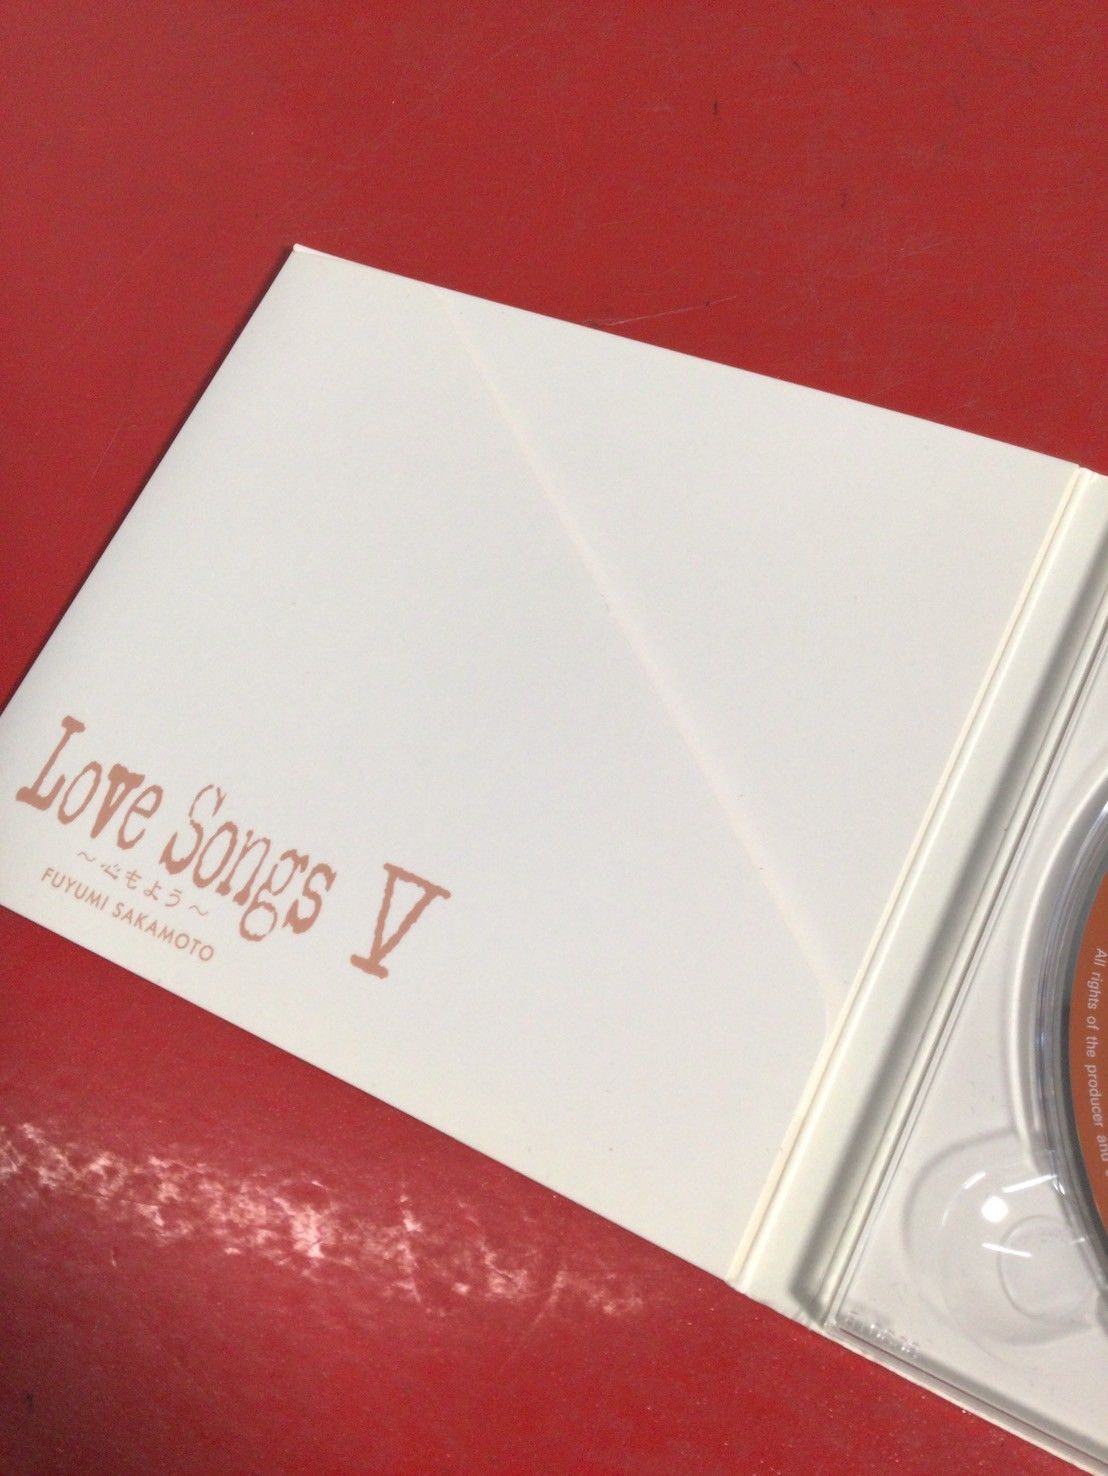 Love Songs V
～心もよう～
FUYUMI SAKAMOTO
All rights of the producer and